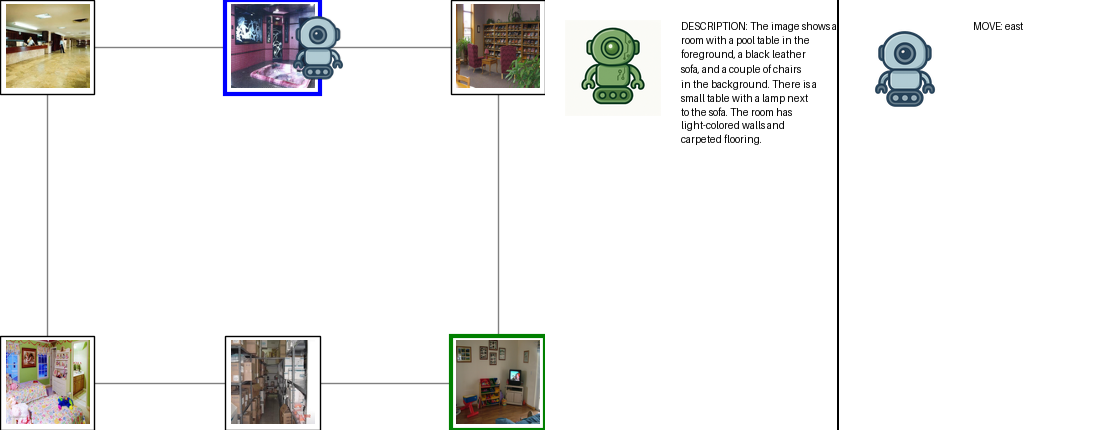 DESCRIPTION: The image shows a
room with a pool table in the
foreground, a black leather
sofa, and a couple of chairs
in the background. There is a
small table with a lamp next
to the sofa. The room has
light-colored walls and
carpeted flooring.
MOVE: east